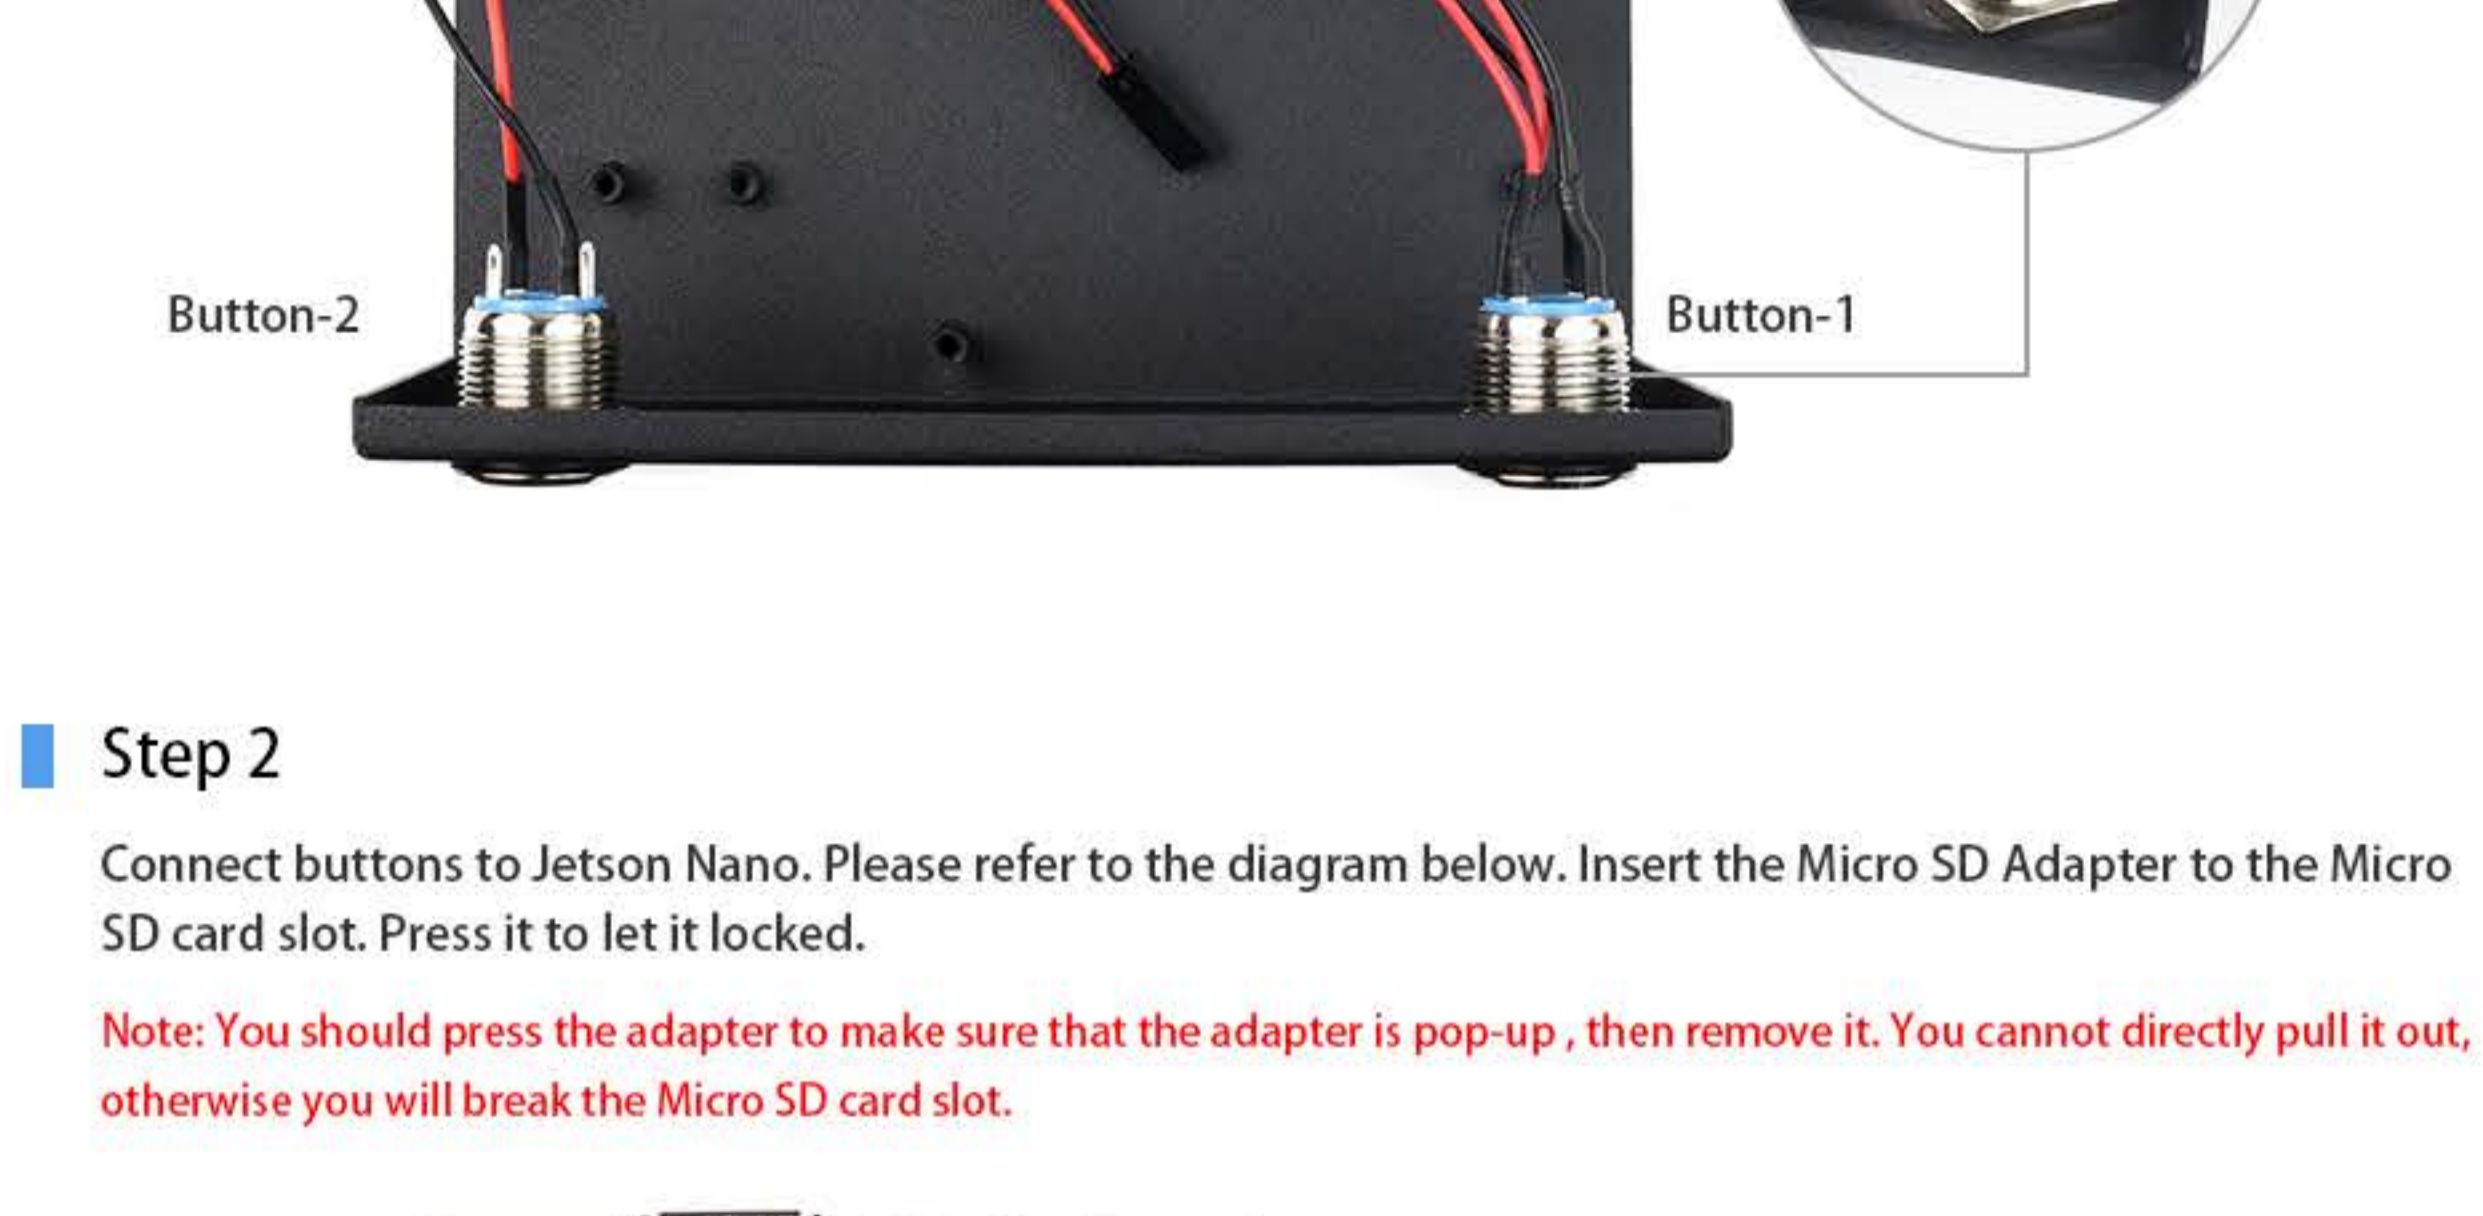 Button-2
Button-1
Step 2
Connect buttons to Jetson Nano. Please refer to the diagram below. Insert the Micro SD Adapter to the Micro
SD card slot. Press it to let it locked.
Note: You should press the adapter to make sure that the adapter is pop-up , then remove it. You cannot directly pull it out,
otherwise you will break the Micro SD card slot.